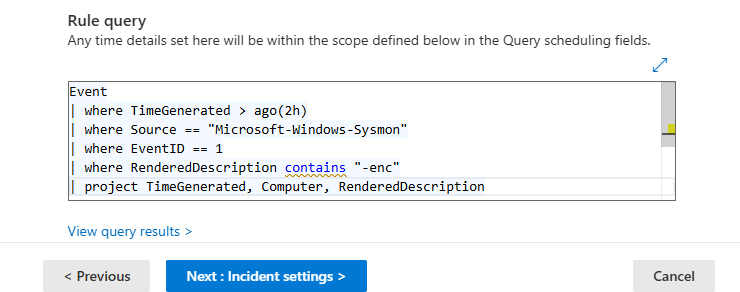 Rule query
Any time details set here will be within the scope defined below in the Query scheduling fields.
Event
| where TimeGenerated > ago(2h)
| where Source == "Microsoft-Windows-Sysmon"
| where EventID == 1
| where RenderedDescription contains "-enc"
| project TimeGenerated, Computer, RenderedDescription
View query results >
< Previous
Next : Incident settings >
Cancel